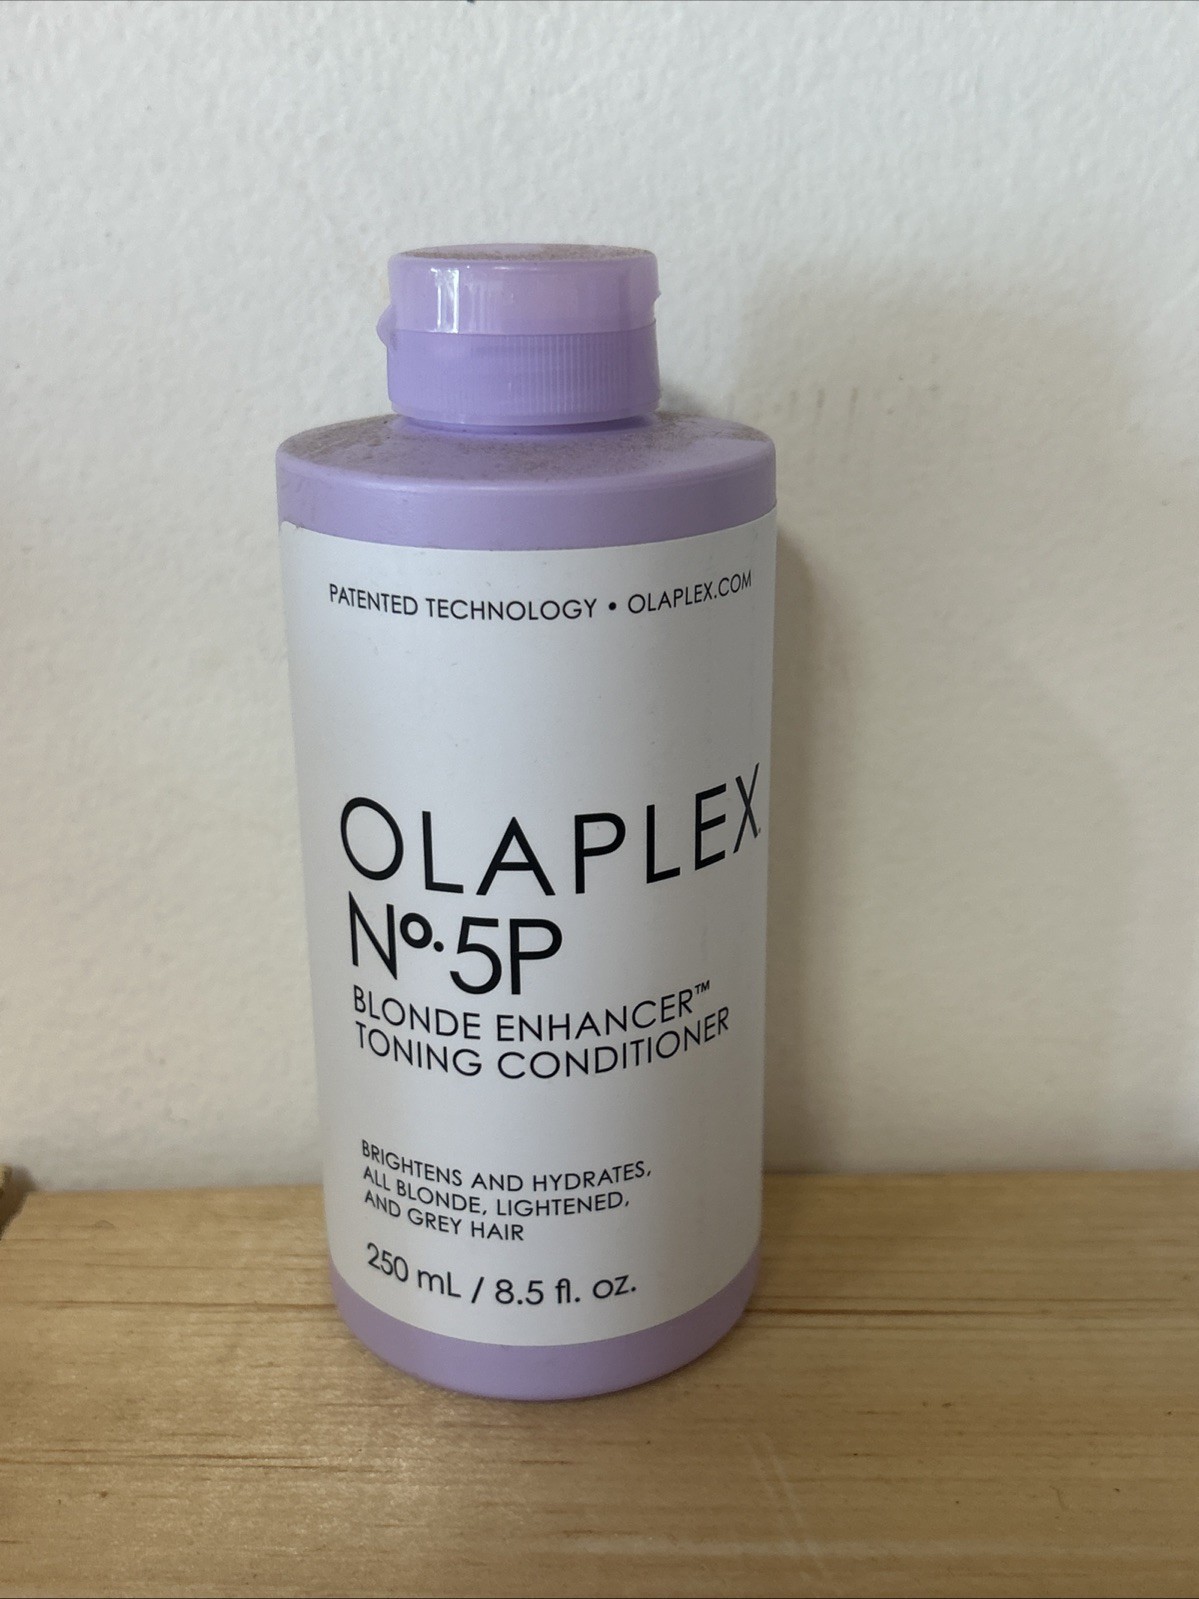 PATENTED TECHNOLOGY • OLAPLEX.COM
OLAPLEX
Nº.5P
BLONDE ENHANCER™
TONING CONDITIONER
BRIGHTENS AND HYDRATES,
ALL BLONDE, LIGHTENED,
AND GREY HAIR
250 mL / 8.5 fl. oz.